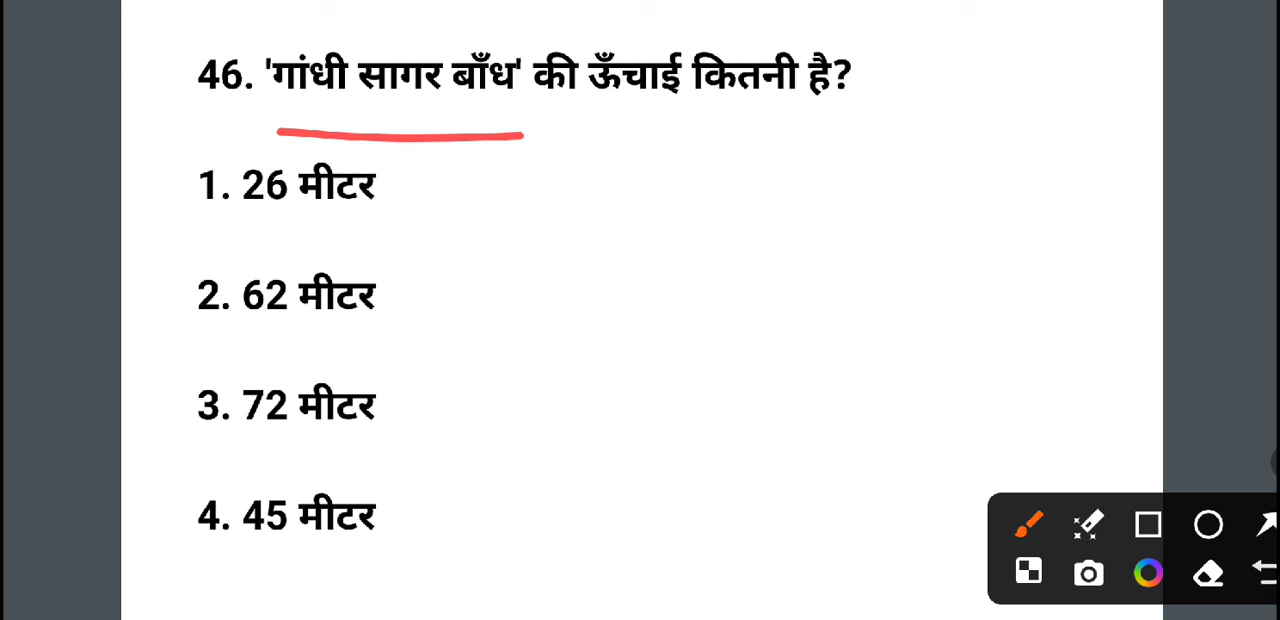 46. 'गांधी सागर बाँध' की ऊँचाई कितनी है?
1. 26 मीटर
2. 62 मीटर
3. 72 मीटर
4. 45 मीटर